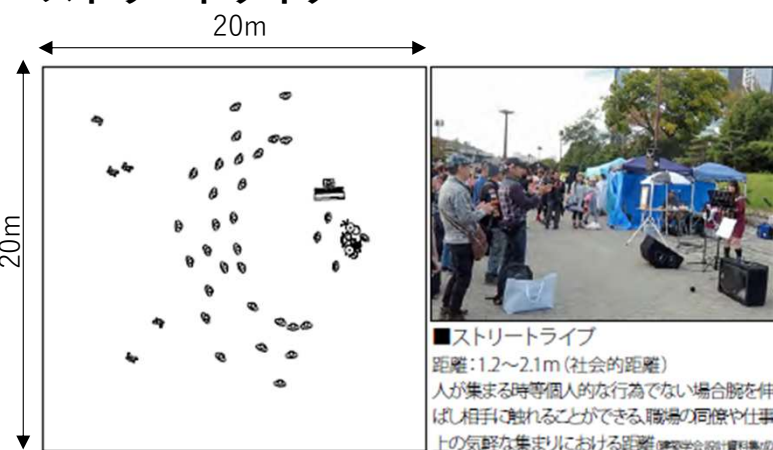 20m
20m
■ストリートライブ
距離：1.2～2.1m（社会的距離）
人が集まる時等個人的な行為でない場合腕を伸
ばし相手に触れることができる、職場の同僚や仕事
上の気軽な集まりにおける距離